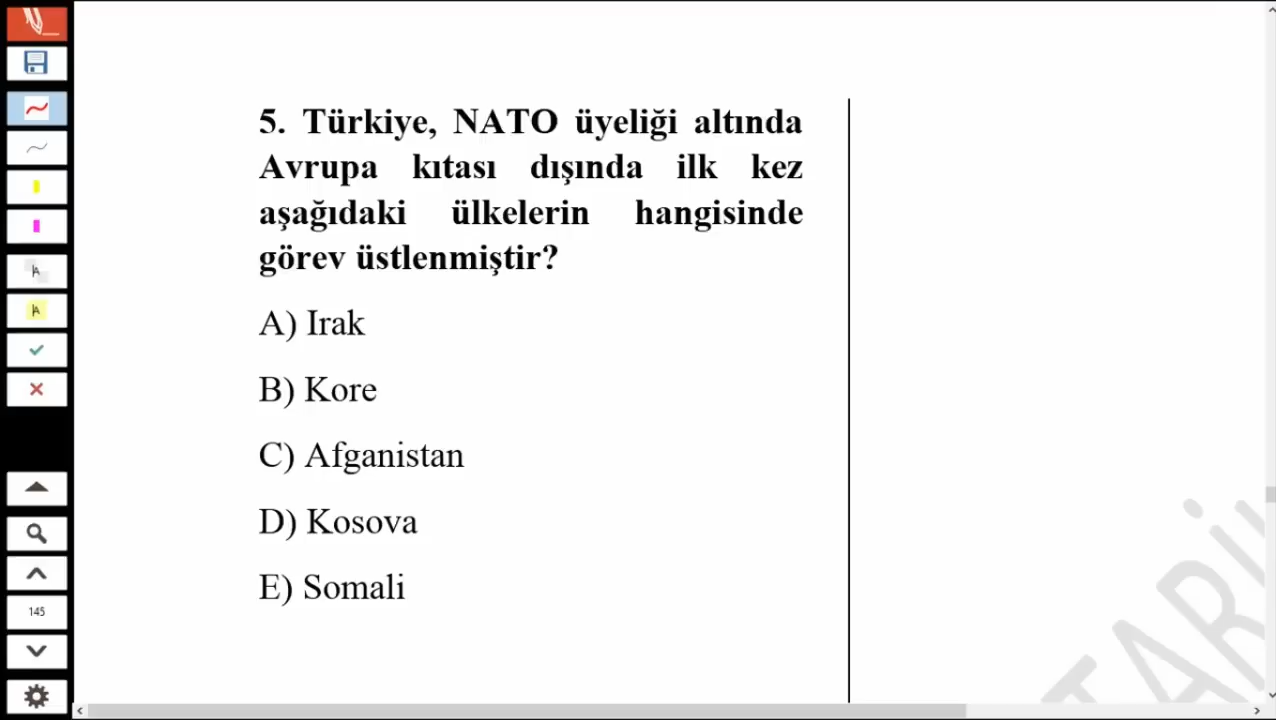 5. Türkiye, NATO üyeliği altında
Avrupa kıtası dışında ilk kez
aşağıdaki ülkelerin hangisinde
görev üstlenmiştir?
A) Irak
B) Kore
C) Afganistan
D) Kosova
E) Somali
A
A
145